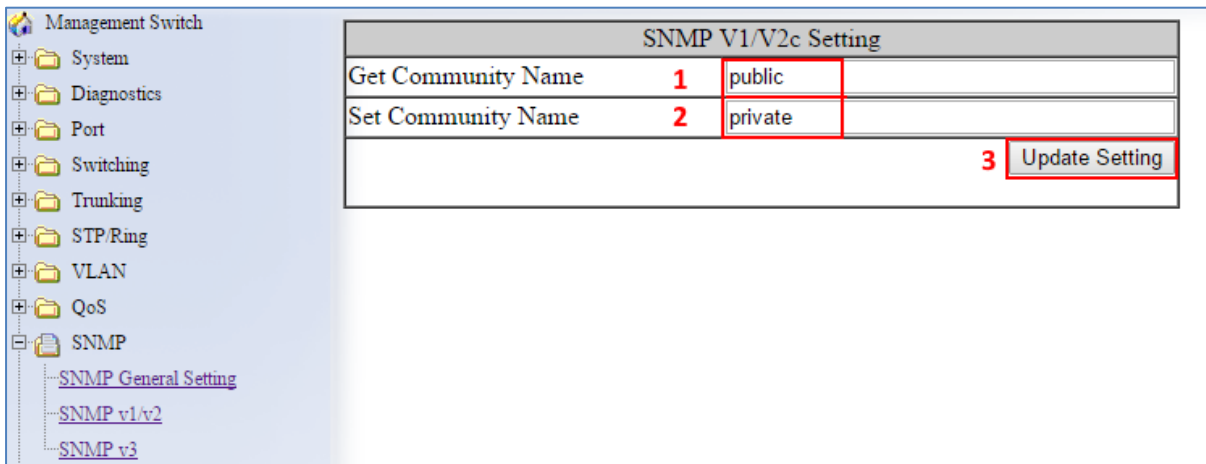 Management Switch
System
Diagnostics
Port
Switching
Trunking
STP/Ring
VLAN
QoS
SNMP
SNMP General Setting
SNMP v1/v2
SNMP v3
SNMP V1/V2c Setting
Get Community Name 1 public
Set Community Name 2 private
3 Update Setting